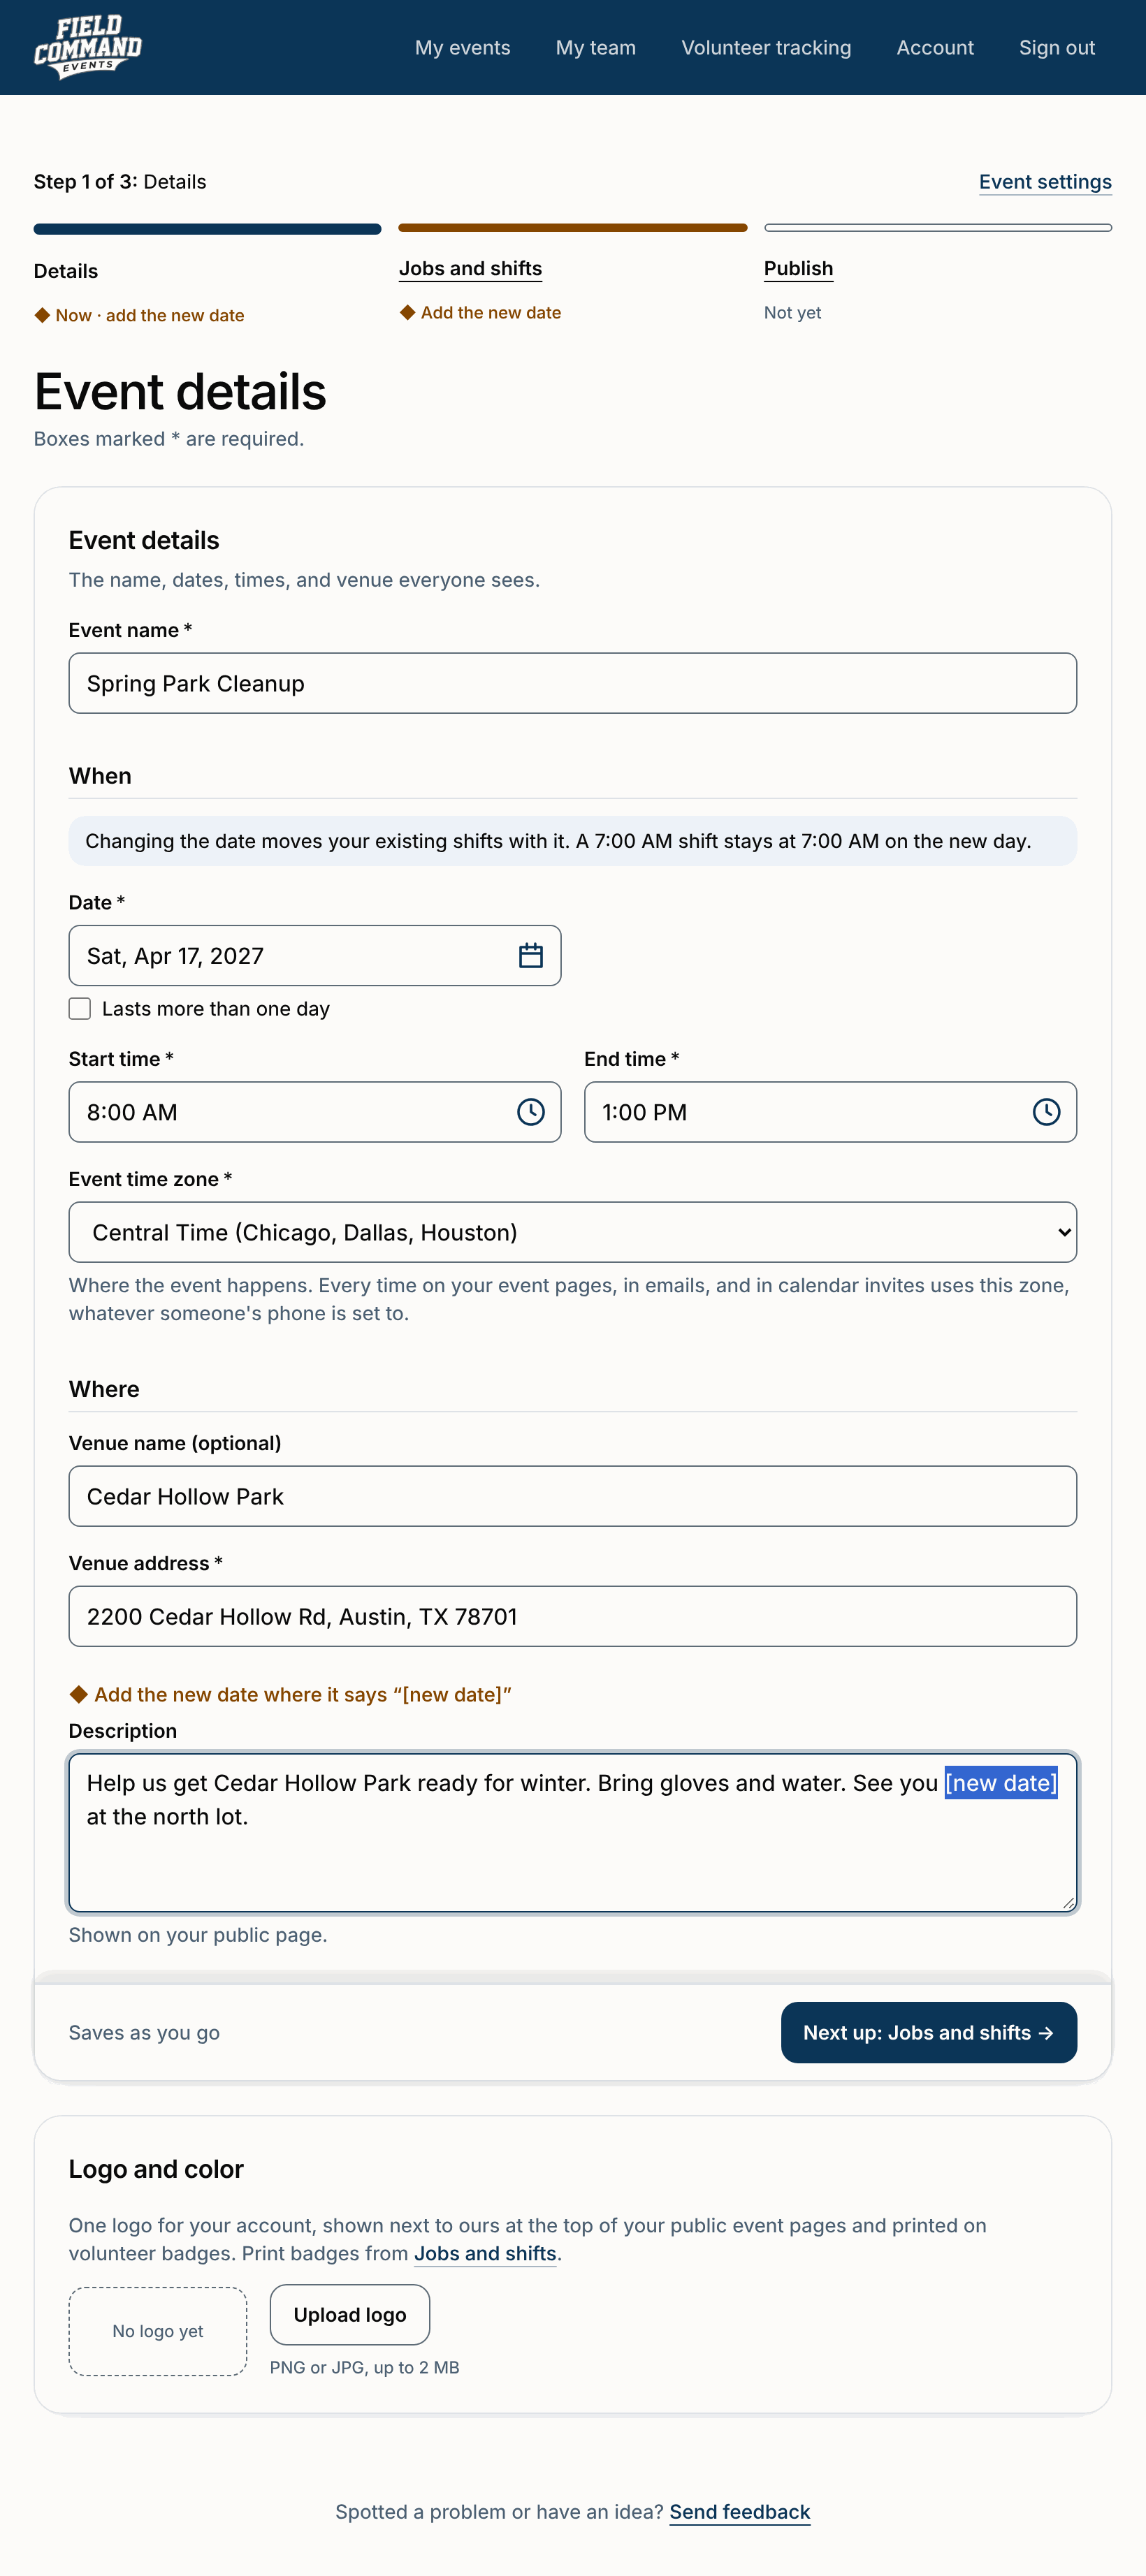 FIELD
COMMAND
EVENTS
My events
My team
Volunteer tracking
Account
Sign out
Step 1 of 3: Details
Event settings
Details
◆ Now · add the new date
Jobs and shifts
◆ Add the new date
Publish
Not yet
Event details
Boxes marked * are required.
Event details
The name, dates, times, and venue everyone sees.
Event name *
Spring Park Cleanup
When
Changing the date moves your existing shifts with it. A 7:00 AM shift stays at 7:00 AM on the new day.
Date *
Sat, Apr 17, 2027
Lasts more than one day
Start time *
8:00 AM
End time *
1:00 PM
Event time zone *
Central Time (Chicago, Dallas, Houston)
Where the event happens. Every time on your event pages, in emails, and in calendar invites uses this zone,
whatever someone's phone is set to.
Where
Venue name (optional)
Cedar Hollow Park
Venue address *
2200 Cedar Hollow Rd, Austin, TX 78701
◆ Add the new date where it says “[new date]”
Description
Help us get Cedar Hollow Park ready for winter. Bring gloves and water. See you [new date]
at the north lot.
Shown on your public page.
Saves as you go
Next up: Jobs and shifts →
Logo and color
One logo for your account, shown next to ours at the top of your public event pages and printed on
volunteer badges. Print badges from Jobs and shifts.
No logo yet
Upload logo
PNG or JPG, up to 2 MB
Spotted a problem or have an idea? Send feedback